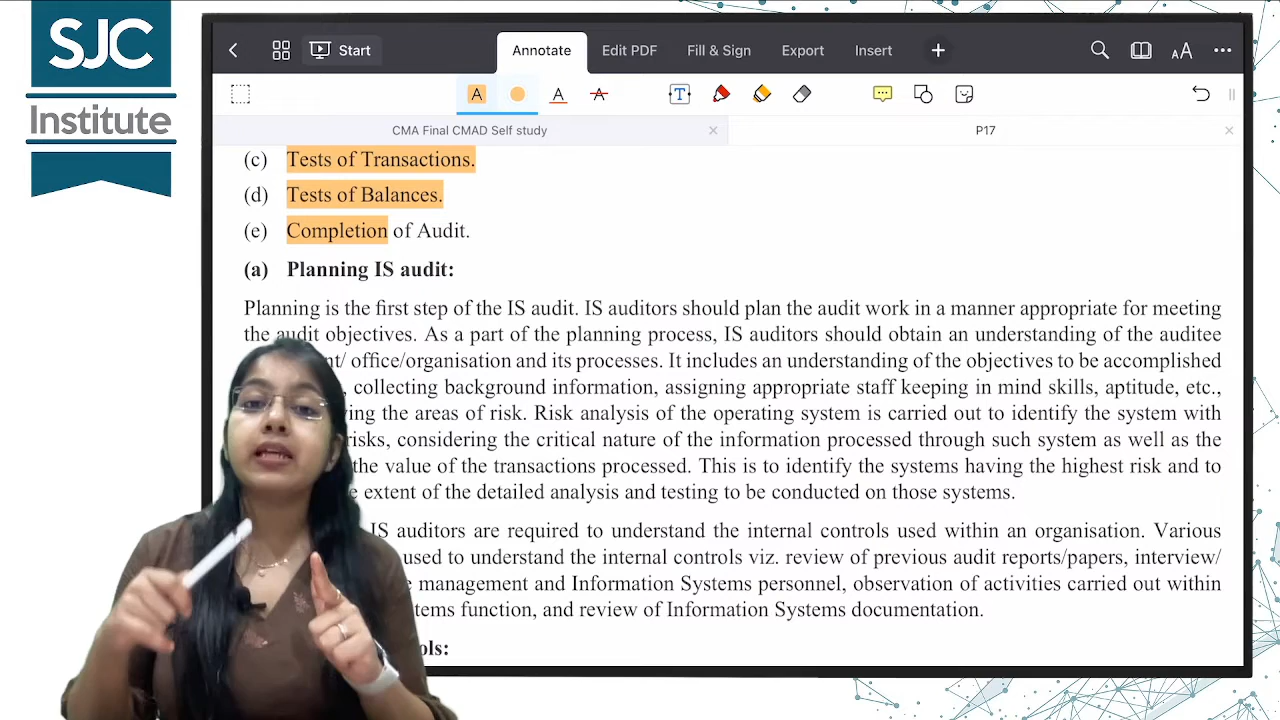 SJC
Institute
Start
Annotate
Edit PDF
Fill & Sign
Export
Insert
CMA Final CMAD Self study
P17
(c) Tests of Transactions.
(d) Tests of Balances.
(e) Completion of Audit.
(a) Planning IS audit:
Planning is the first step of the IS audit. IS auditors should plan the audit work in a manner appropriate for meeting
the audit objectives. As a part of the planning process, IS auditors should obtain an understanding of the auditee
office/organisation and its processes. It includes an understanding of the objectives to be accomplished
collecting background information, assigning appropriate staff keeping in mind skills, aptitude, etc.,
the areas of risk. Risk analysis of the operating system is carried out to identify the system with
risks, considering the critical nature of the information processed through such system as well as the
the value of the transactions processed. This is to identify the systems having the highest risk and to
extent of the detailed analysis and testing to be conducted on those systems.
IS auditors are required to understand the internal controls used within an organisation. Various
used to understand the internal controls viz. review of previous audit reports/papers, interview/
management and Information Systems personnel, observation of activities carried out within
function, and review of Information Systems documentation.